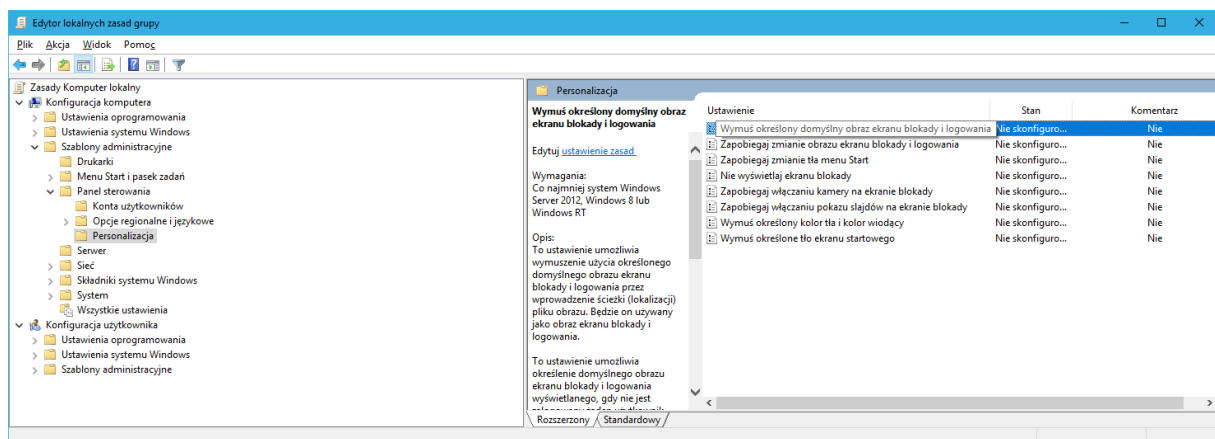 Edytor lokalnych zasad grupy
Plik Akcja Widok Pomoc
Zasady Komputer lokalny
Konfiguracja komputera
Ustawienia oprogramowania
Ustawienia systemu Windows
Szablony administracyjne
Drukarki
Menu Start i pasek zadań
Panel sterowania
Konta użytkowników
Opcje regionalne i językowe
Personalizacja
Serwer
Sieć
Składniki systemu Windows
System
Wszystkie ustawienia
Konfiguracja użytkownika
Ustawienia oprogramowania
Ustawienia systemu Windows
Szablony administracyjne
Personalizacja
Wymuś określony domyślny obraz
ekranu blokady i logowania
Edytuj ustawienie zasad
Wymagania:
Co najmniej system Windows
Server 2012, Windows 8 lub
Windows RT
Opis:
To ustawienie umożliwia
wymuszenie użycia określonego
domyślnego obrazu ekranu
blokady i logowania przez
wprowadzenie ścieżki (lokalizacji)
pliku obrazu. Będzie on używany
jako obraz ekranu blokady i
logowania.
To ustawienie umożliwia
określenie domyślnego obrazu
ekranu blokady i logowania
wyświetlanego, gdy nie jest
Ustawienie Stan Komentarz
Wymuś określony domyślny obraz ekranu blokady i logowania Nie skonfiguro... Nie
Zapobiegaj zmianie obrazu ekranu blokady i logowania Nie skonfiguro... Nie
Zapobiegaj zmianie tła menu Start Nie skonfiguro... Nie
Nie wyświetlaj ekranu blokady Nie skonfiguro... Nie
Zapobiegaj włączaniu kamery na ekranie blokady Nie skonfiguro... Nie
Zapobiegaj włączaniu pokazu slajdów na ekranie blokady Nie skonfiguro... Nie
Wymuś określony kolor tła i kolor wiodący Nie skonfiguro... Nie
Wymuś określone tło ekranu startowego Nie skonfiguro... Nie
Rozszerzony Standardowy